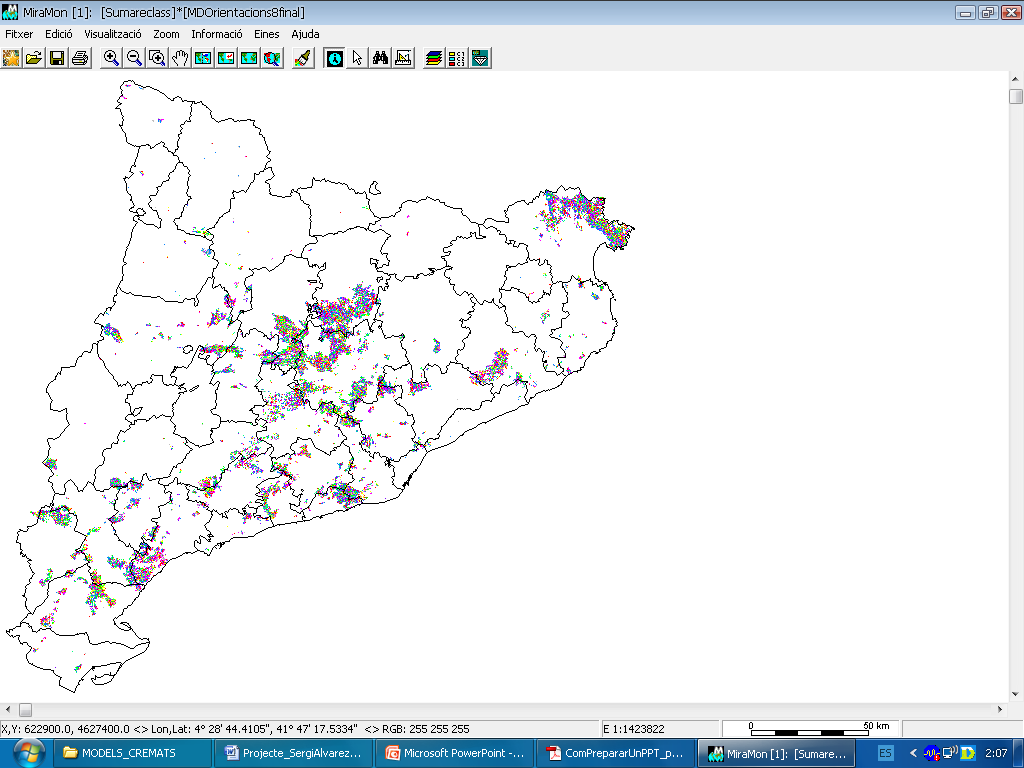 MiraMon [1]: [Sumareclass]*[MDOrientacions8final]
Fitxer Edició Visualització Zoom Informació Eines Ajuda
X,Y: 622900.0, 4627400.0 <> Lon,Lat: 4° 28' 44.4105", 41° 47' 17.5334" <> RGB: 255 255 255
E 1:1423822
0 50 km
MODELS_CREMATS
Projecte_SergiAlvarez...
Microsoft PowerPoint -...
ComPrepararUnPPT_p...
MiraMon [1]: [Sumare...
ES
2:07